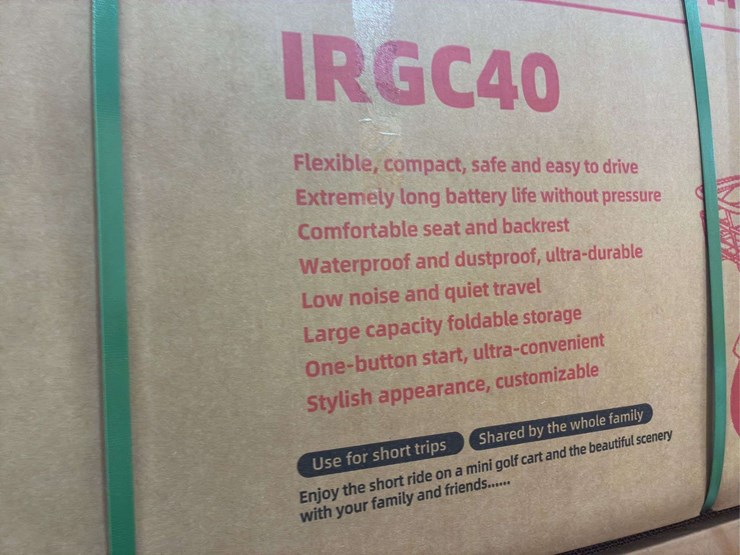 IRGC40
Flexible, compact, safe and easy to drive
Extremely long battery life without pressure
Comfortable seat and backrest
Waterproof and dustproof, ultra-durable
Low noise and quiet travel
Large capacity foldable storage
One-button start, ultra-convenient
Stylish appearance, customizable
Use for short trips Shared by the whole family
Enjoy the short ride on a mini golf cart and the beautiful scenery
with your family and friends......